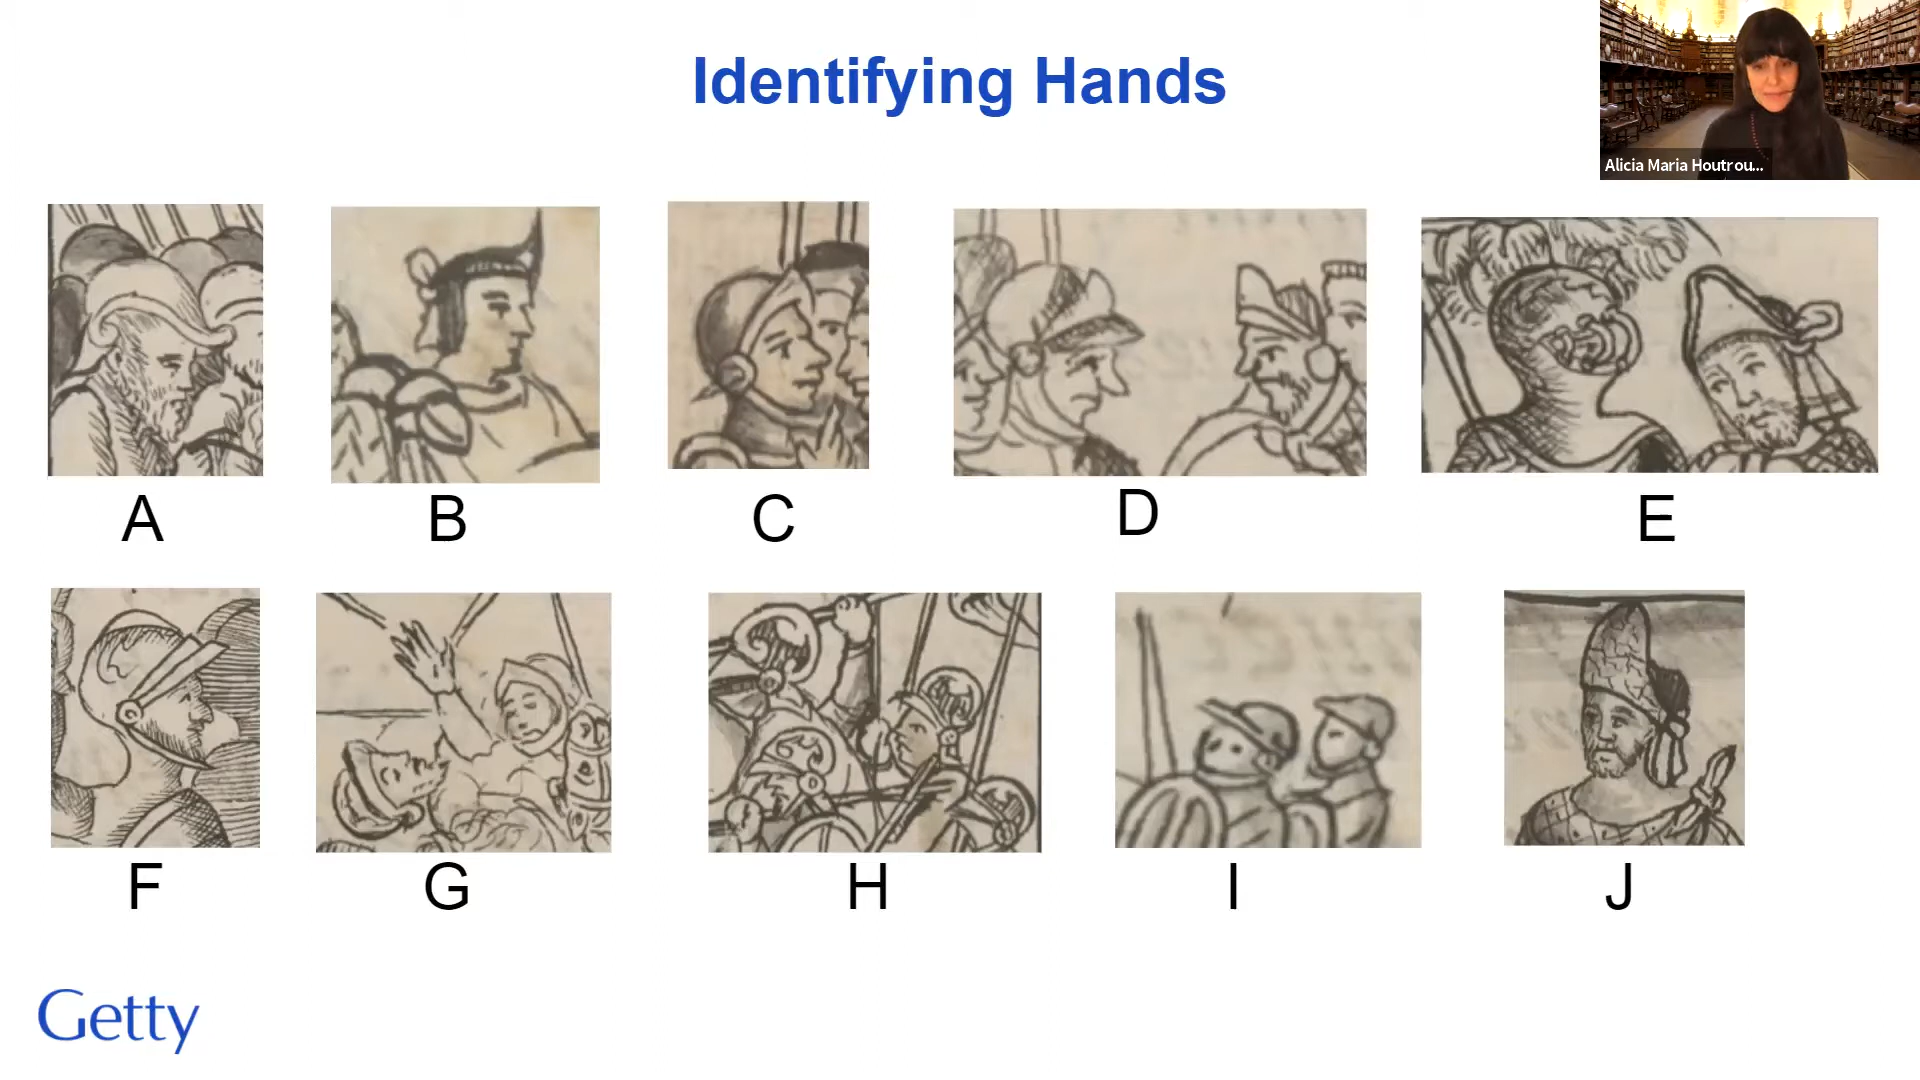 Identifying Hands
Alicia Maria Houtrou...
A
B
C
D
E
F
G
H
I
J
Getty